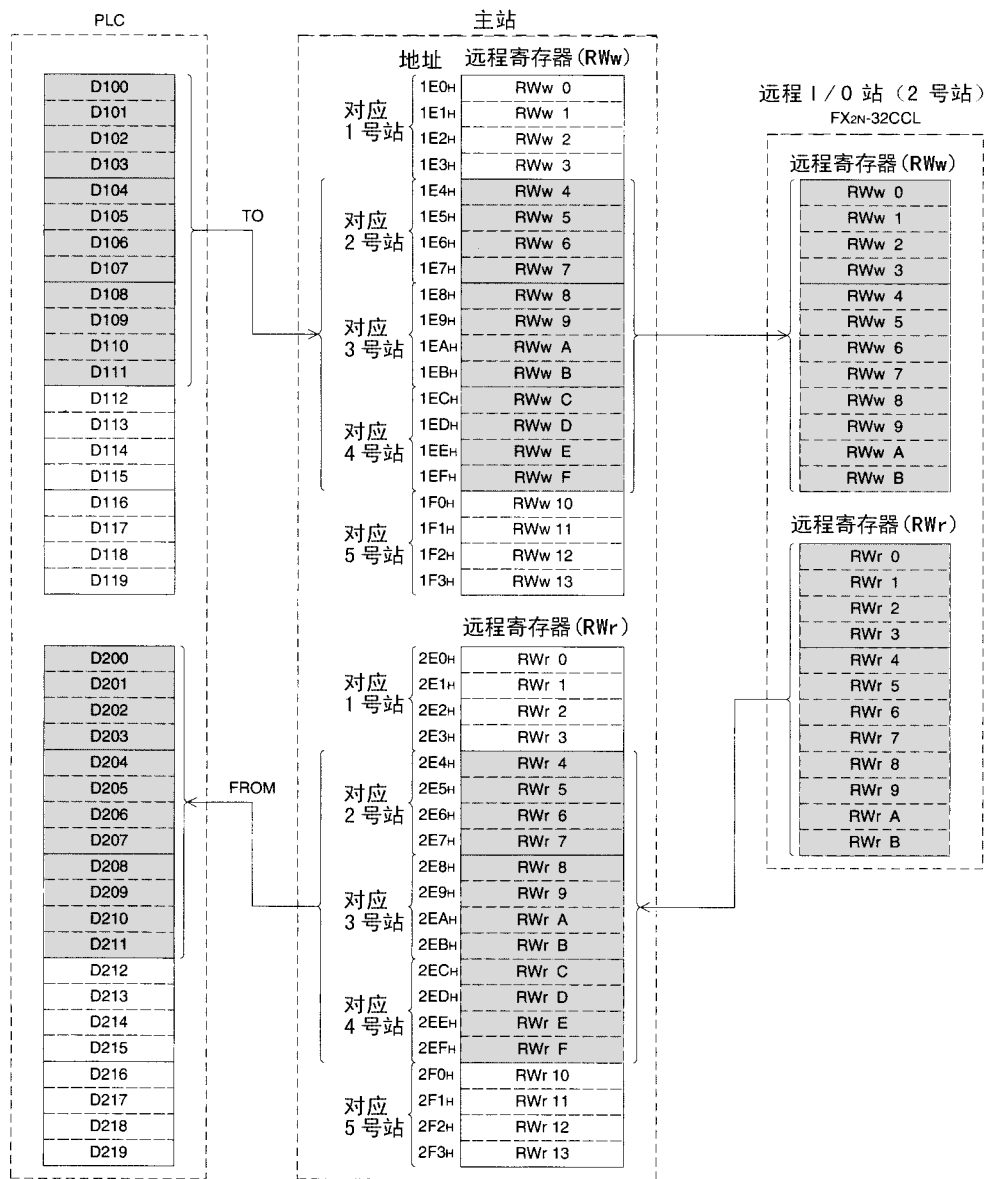 PLC
D100
D101
D102
D103
D104
D105
D106
D107
D108
D109
D110
D111
D112
D113
D114
D115
D116
D117
D118
D119
D200
D201
D202
D203
D204
D205
D206
D207
D208
D209
D210
D211
D212
D213
D214
D215
D216
D217
D218
D219
TO
FROM
主站
地址 远程寄存器(RWw)
对应
1号站
1E0H RWw 0
1E1H RWw 1
1E2H RWw 2
1E3H RWw 3
对应
2号站
1E4H RWw 4
1E5H RWw 5
1E6H RWw 6
1E7H RWw 7
对应
3号站
1E8H RWw 8
1E9H RWw 9
1EAH RWw A
1EBH RWw B
对应
4号站
1ECH RWw C
1EDH RWw D
1EEH RWw E
1EFH RWw F
对应
5号站
1F0H RWw 10
1F1H RWw 11
1F2H RWw 12
1F3H RWw 13
远程寄存器(RWr)
对应
1号站
2E0H RWr 0
2E1H RWr 1
2E2H RWr 2
2E3H RWr 3
对应
2号站
2E4H RWr 4
2E5H RWr 5
2E6H RWr 6
2E7H RWr 7
对应
3号站
2E8H RWr 8
2E9H RWr 9
2EAH RWr A
2EBH RWr B
对应
4号站
2ECH RWr C
2EDH RWr D
2EEH RWr E
2EFH RWr F
对应
5号站
2F0H RWr 10
2F1H RWr 11
2F2H RWr 12
2F3H RWr 13
远程I/O站(2号站)
FX2N-32CCL
远程寄存器(RWw)
RWw 0
RWw 1
RWw 2
RWw 3
RWw 4
RWw 5
RWw 6
RWw 7
RWw 8
RWw 9
RWw A
RWw B
远程寄存器(RWr)
RWr 0
RWr 1
RWr 2
RWr 3
RWr 4
RWr 5
RWr 6
RWr 7
RWr 8
RWr 9
RWr A
RWr B